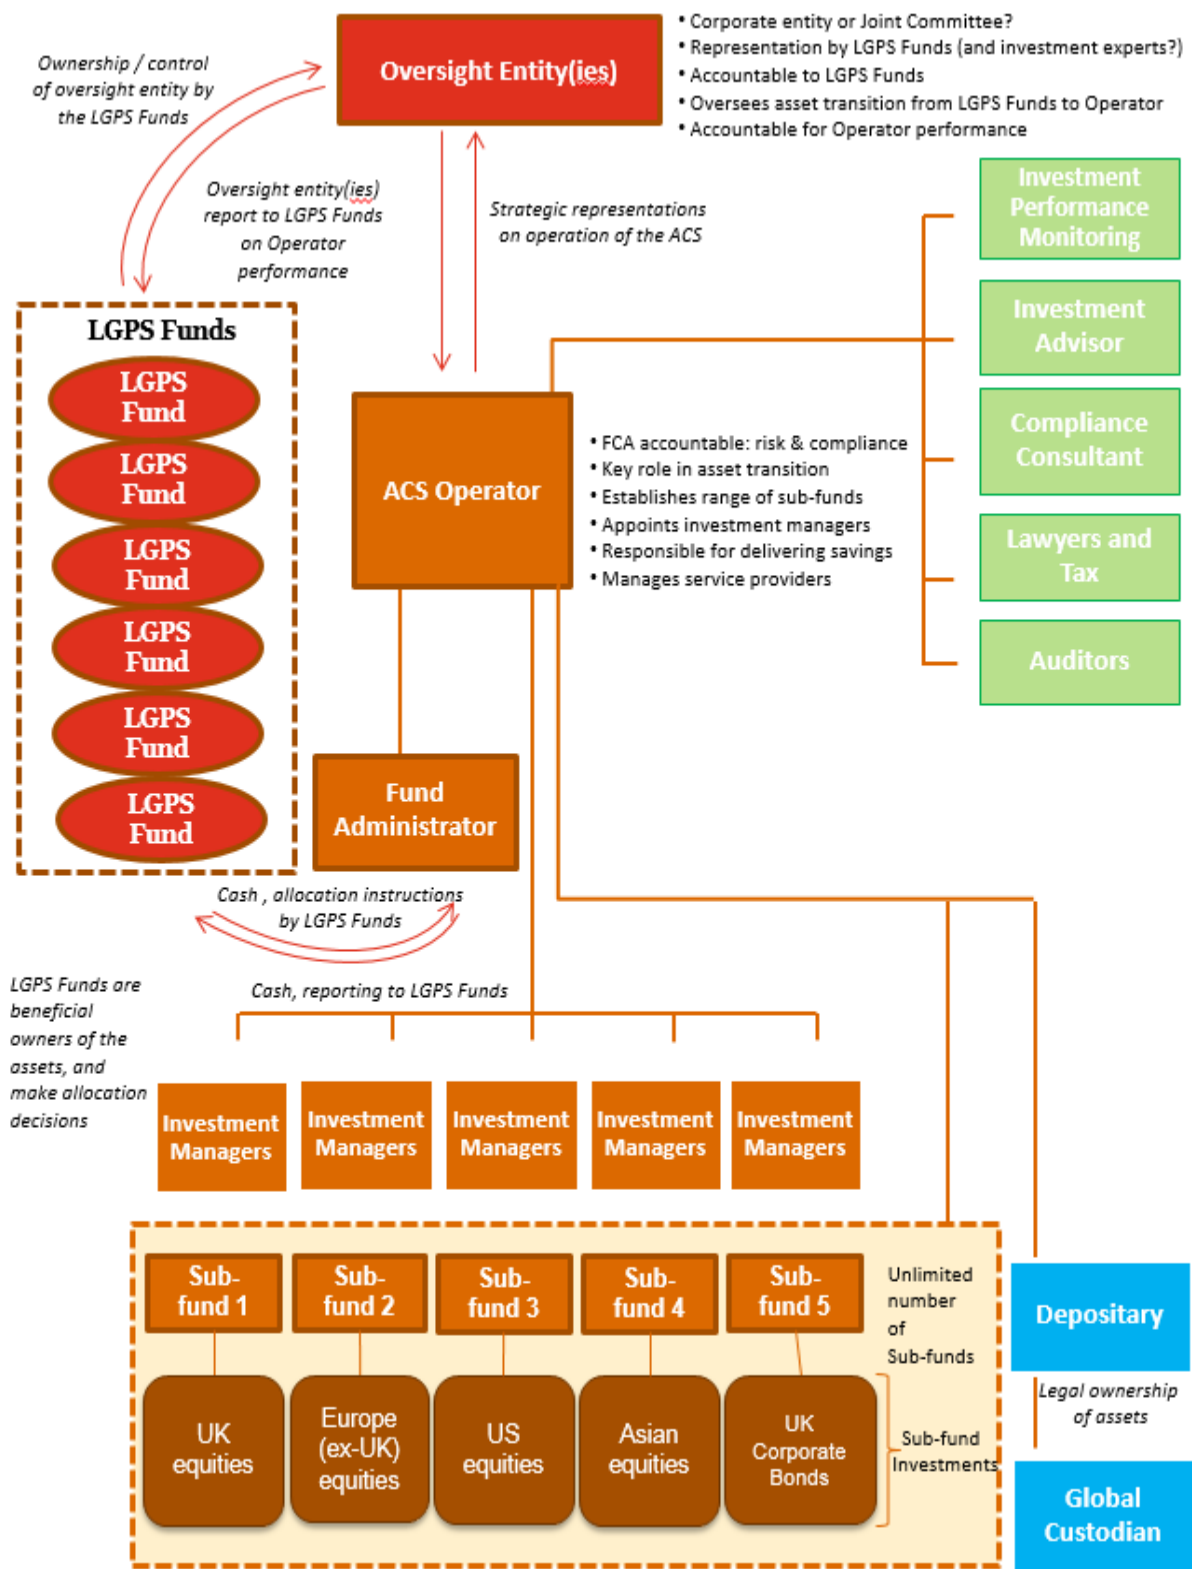 Oversight Entity(ies)
• Corporate entity or Joint Committee?
• Representation by LGPS Funds (and investment experts?)
• Accountable to LGPS Funds
• Oversees asset transition from LGPS Funds to Operator
• Accountable for Operator performance
Ownership / control
of oversight entity by
the LGPS Funds
Oversight entity(ies)
report to LGPS Funds
on Operator
performance
Strategic representations
on operation of the ACS
Investment
Performance
Monitoring
Investment
Advisor
Compliance
Consultant
Lawyers and
Tax
Auditors
LGPS Funds
LGPS
Fund
LGPS
Fund
LGPS
Fund
LGPS
Fund
LGPS
Fund
LGPS
Fund
ACS Operator
• FCA accountable: risk & compliance
• Key role in asset transition
• Establishes range of sub-funds
• Appoints investment managers
• Responsible for delivering savings
• Manages service providers
Fund
Administrator
Cash , allocation instructions
by LGPS Funds
Cash, reporting to LGPS Funds
LGPS Funds are
beneficial
owners of the
assets, and
make allocation
decisions
Investment
Managers
Investment
Managers
Investment
Managers
Investment
Managers
Investment
Managers
Sub-
fund 1
Sub-
fund 2
Sub-
fund 3
Sub-
fund 4
Sub-
fund 5
Unlimited
number
of
Sub-funds
UK
equities
Europe
(ex-UK)
equities
US
equities
Asian
equities
UK
Corporate
Bonds
Sub-fund
Investments
Depositary
Legal ownership
of assets
Global
Custodian